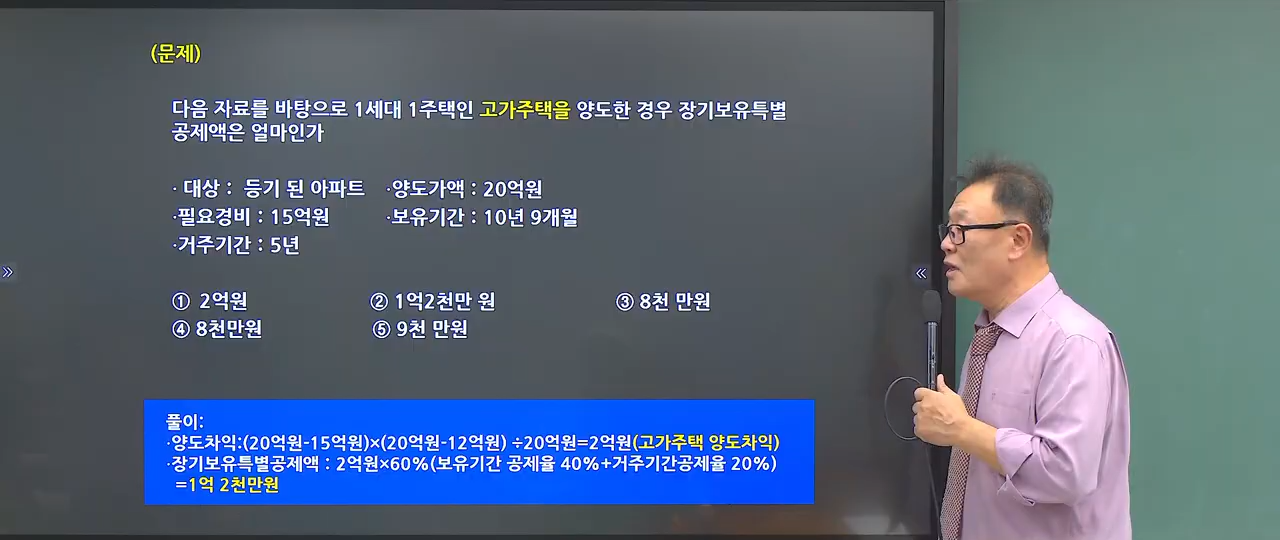 (문제)
다음 자료를 바탕으로 1세대 1주택인 고가주택을 양도한 경우 장기보유특별
공제액은 얼마인가
· 대상 : 등기 된 아파트 ·양도가액 : 20억원
·필요경비 : 15억원 ·보유기간 : 10년 9개월
·거주기간 : 5년
① 2억원 ② 1억2천만 원 ③ 8천 만원
④ 8천만원 ⑤ 9천 만원
풀이:
·양도차익:(20억원-15억원)×(20억원-12억원) ÷20억원=2억원(고가주택 양도차익)
·장기보유특별공제액 : 2억원×60%(보유기간 공제율 40%+거주기간공제율 20%)
=1억 2천만원